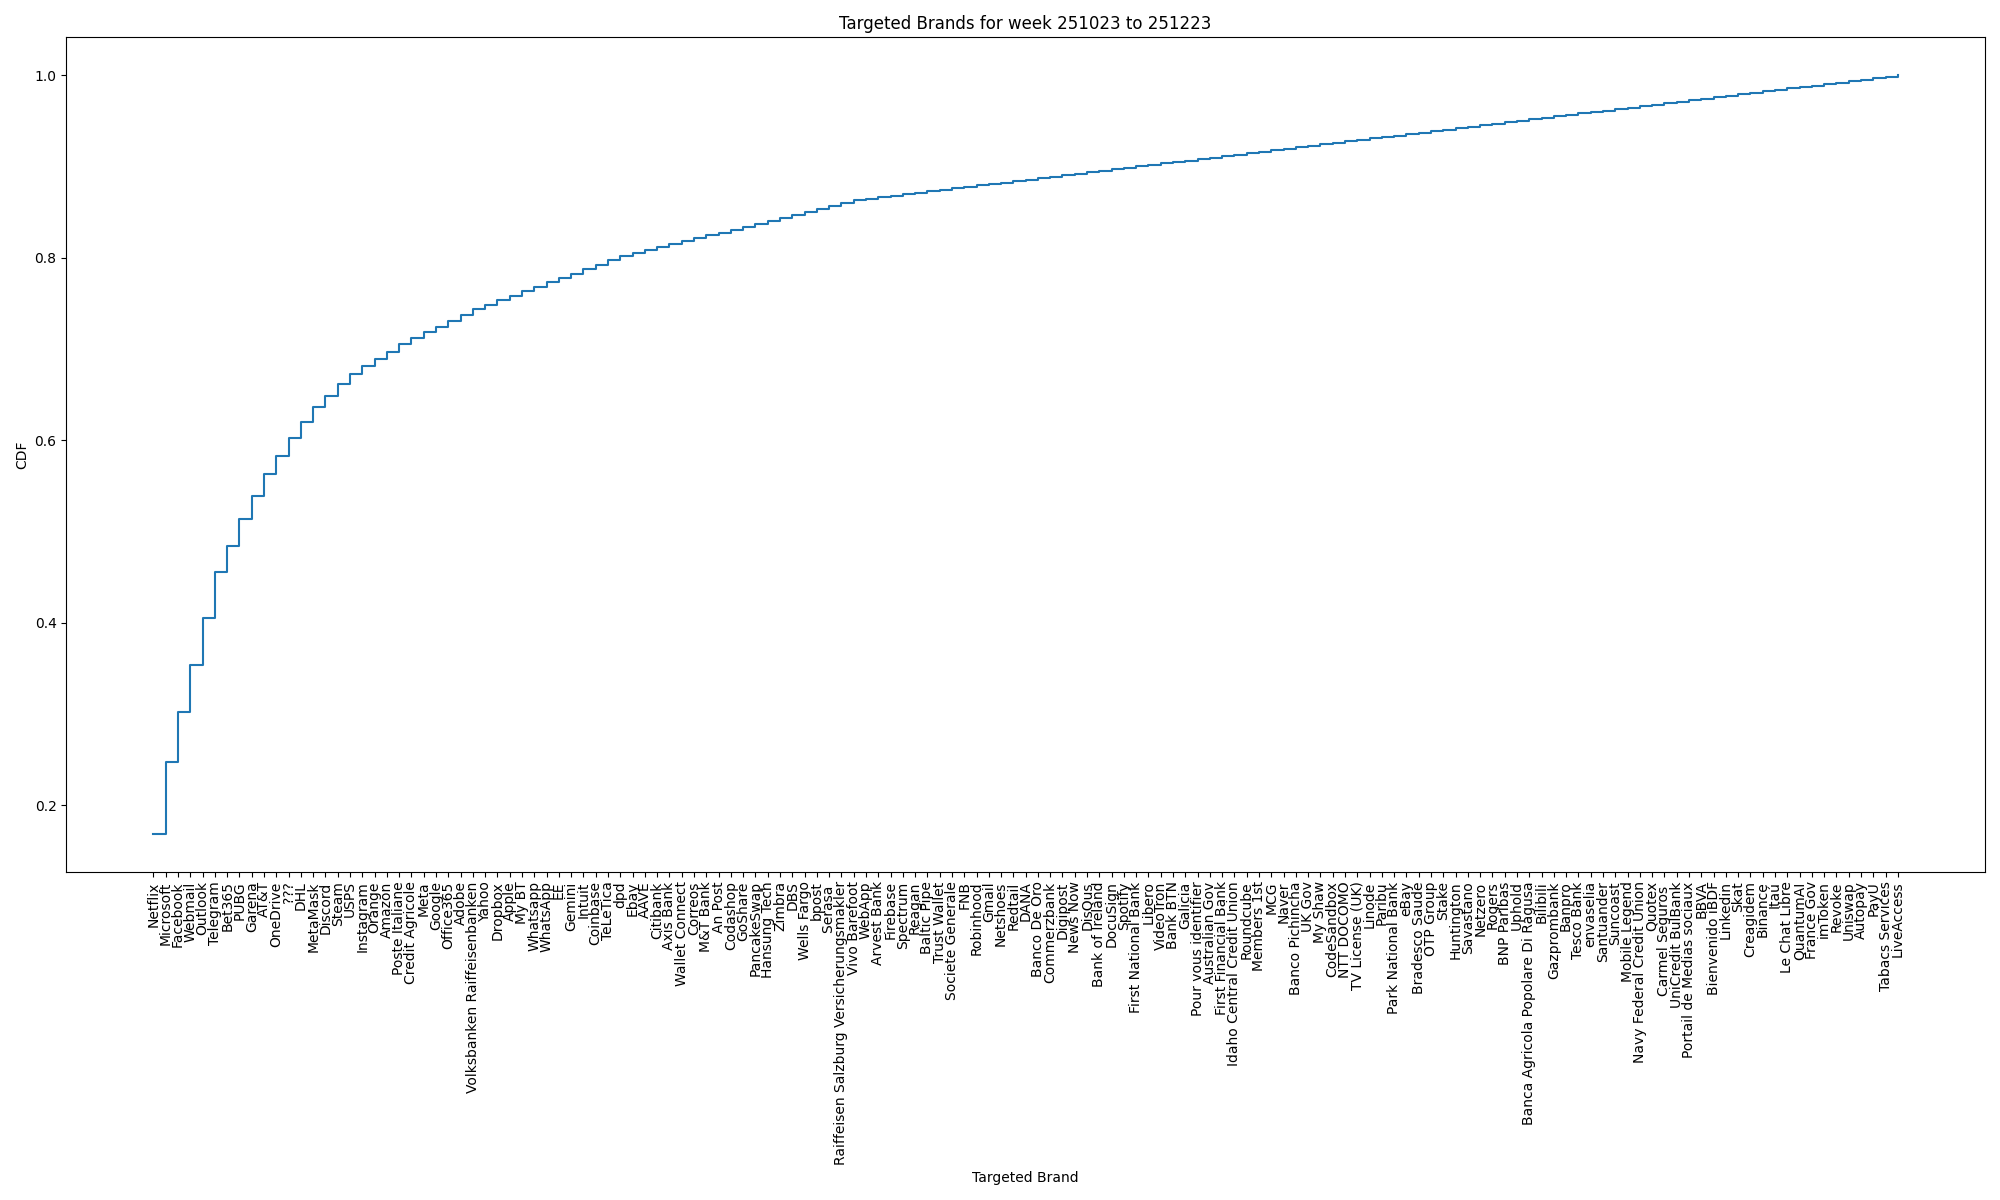 Targeted Brands for week 251023 to 251223
1.0
0.8
0.6
0.4
0.2
CDF
Netflix
Microsoft
Facebook
Webmail
Outlook
Telegram
Bet365
PUBG
Garena
AT&T
OneDrive
???
DHL
MetaMask
Discord
Steam
USPS
Instagram
Orange
Amazon
Poste Italiane
Credit Agricole
Meta
Google
Office365
Adobe
Volksbanken Raiffeisenbanken
Yahoo
Dropbox
Apple
My BT
Whatsapp
WhatsApp
EE
Gemini
Intuit
Coinbase
TeLeTica
dpd
Ebay
AAVE
Citibank
Axis Bank
Wallet Connect
Correos
M&T Bank
An Post
Codashop
GoShare
PancakeSwap
Hansung Tech
Zimbra
DBS
Wells Fargo
bpost
Serasa
Raiffeisen Salzburg Versicherungsmakler
Vivo Barefoot
WebApp
Arvest Bank
Firebase
Spectrum
Reagan
Baltic Pipe
Trust Wallet
Societe Generale
FNB
Robinhood
Gmail
Netshoes
Redtail
DANA
Banco De Oro
Commerzbank
Digipost
News Now
DisQus
Bank of Ireland
DocuSign
Spotify
First National Bank
Libero
VideoTron
Bank BTN
Galicia
Pour vous identifier
Australian Gov
First Financial Bank
Idaho Central Credit Union
Roundcube
Members 1st
MCG
Naver
Banco Pichincha
UK Gov
My Shaw
CodeSandbox
NTT DOCOMO
TV License (UK)
Linode
Paribu
Park National Bank
eBay
Bradesco Saude
OTP Group
Stake
Huntington
Savastano
Netzero
Rogers
BNP Paribas
Uphold
Banca Agricola Popolare Di Ragusa
Bilibili
Gazprombank
Banpro
Tesco Bank
envaselia
Santuander
Suncoast
Mobile Legend
Navy Federal Credit Union
Quotex
Carmel Seguros
UniCredit BulBank
Portail de Medias sociaux
BBVA
Bienvenido IBDF
Linkedin
Skat
Creagidem
Binance
Itau
Le Chat Libre
QuantumAI
France Gov
imToken
Revoke
Uniswap
Autopay
PayU
Tabacs Services
LiveAccess
Targeted Brand